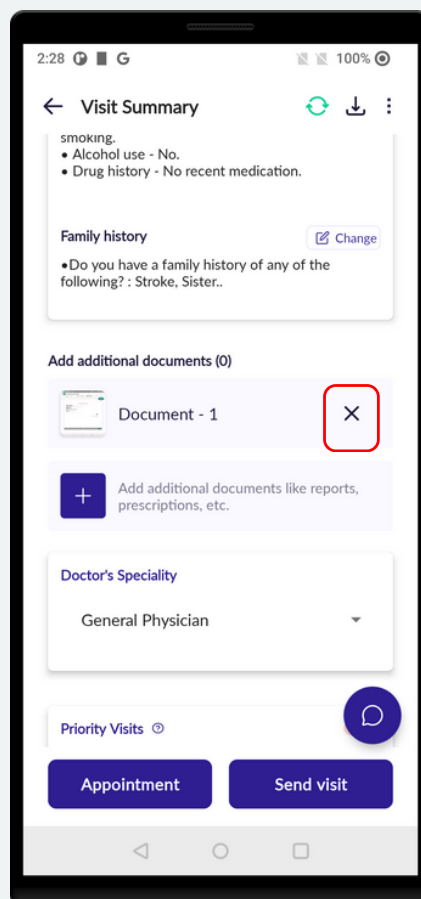 2:28 G 100%
Visit Summary
smoking.
• Alcohol use - No.
• Drug history - No recent medication.
Family history Change
•Do you have a family history of any of the
following? : Stroke, Sister..
Add additional documents (0)
Document - 1
Add additional documents like reports,
prescriptions, etc.
Doctor's Speciality
General Physician
Priority Visits
Appointment Send visit